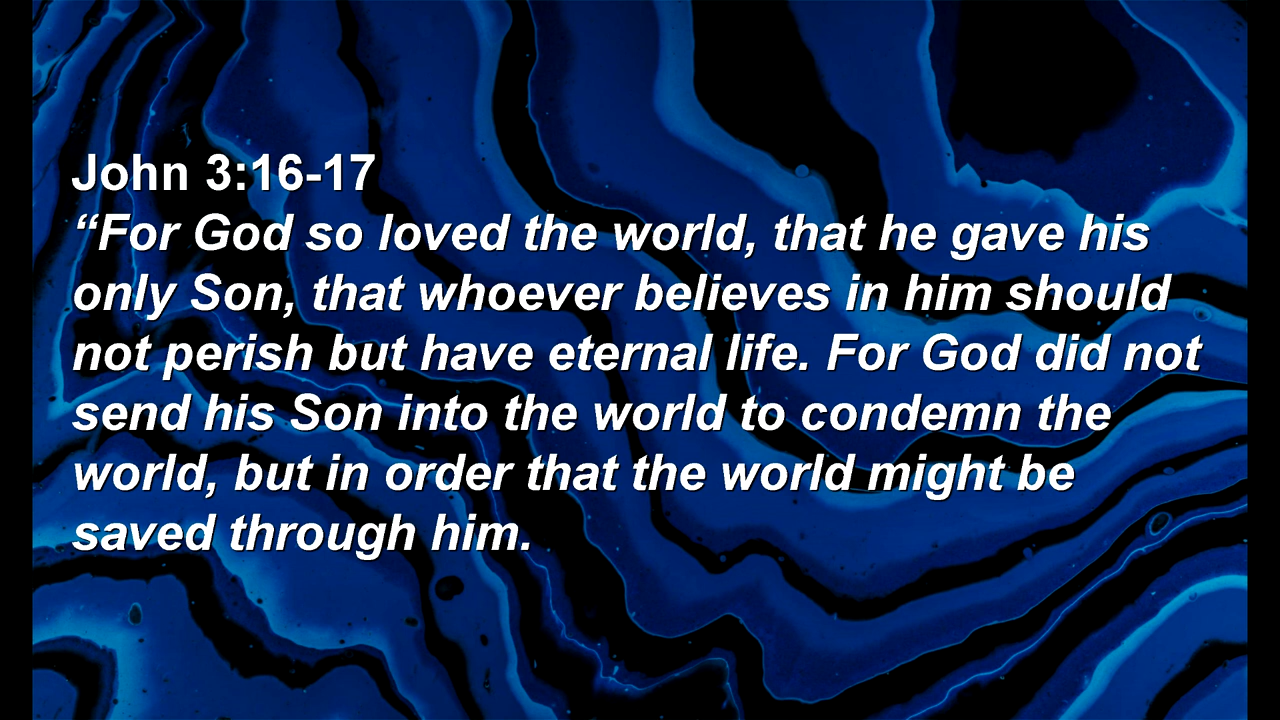 John 3:16-17
“For God so loved the world, that he gave his
only Son, that whoever believes in him should
not perish but have eternal life. For God did not
send his Son into the world to condemn the
world, but in order that the world might be
saved through him.